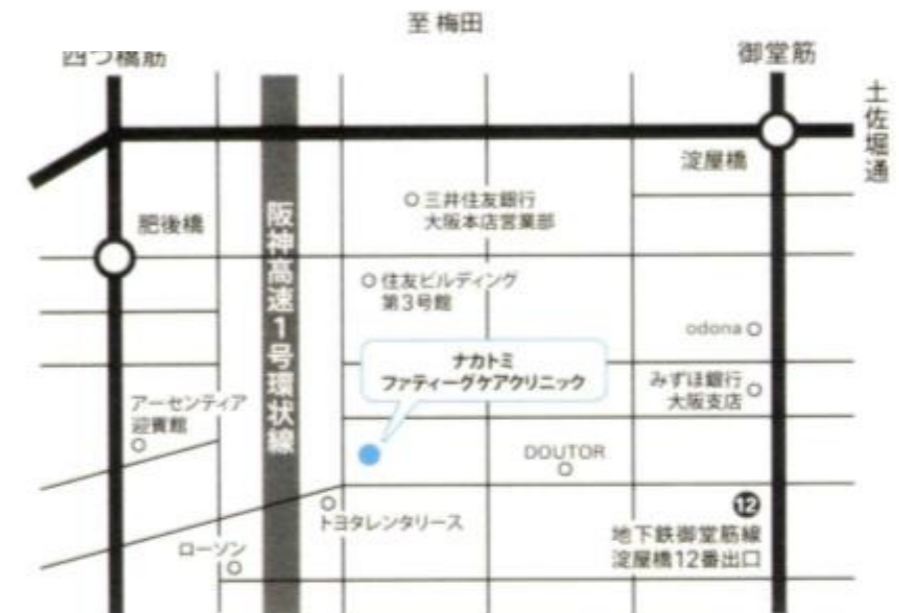 至 梅田
四つ橋筋
御堂筋
土佐堀通
淀屋橋
肥後橋
三井住友銀行
大阪本店営業部
阪神高速1号環状線
住友ビルディング
第3号館
odona
ナカトミ
ファティーグケアクリニック
みずほ銀行
大阪支店
アーセンティア
迎賓館
DOUTOR
12
トヨタレンタリース
地下鉄御堂筋線
淀屋橋12番出口
ローソン